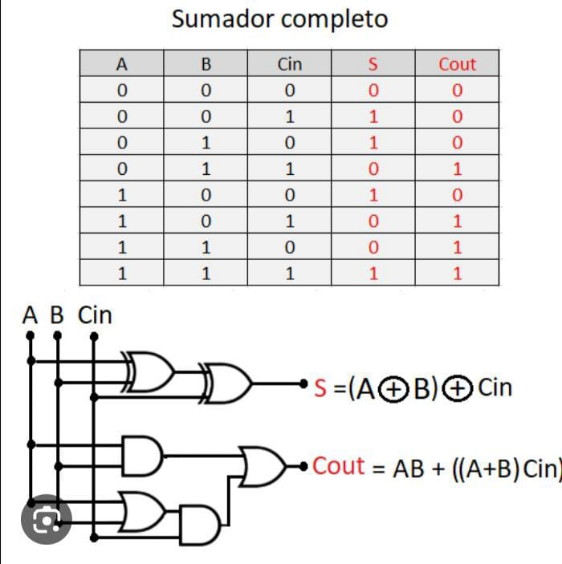 Sumador completo
A B Cin S Cout
0 0 0 0 0
0 0 1 1 0
0 1 0 1 0
0 1 1 0 1
1 0 0 1 0
1 0 1 0 1
1 1 0 0 1
1 1 1 1 1
A B Cin
S =(A⊕B)⊕Cin
Cout = AB + ((A+B)Cin)